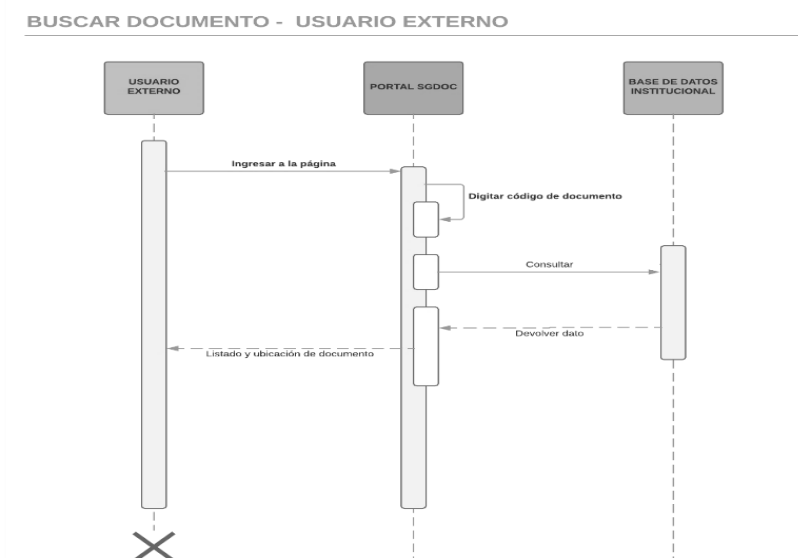 BUSCAR DOCUMENTO - USUARIO EXTERNO
USUARIO
EXTERNO
PORTAL SGDOC
BASE DE DATOS
INSTITUCIONAL
Ingresar a la página
Digitar código de documento
Consultar
Devolver dato
Listado y ubicación de documento